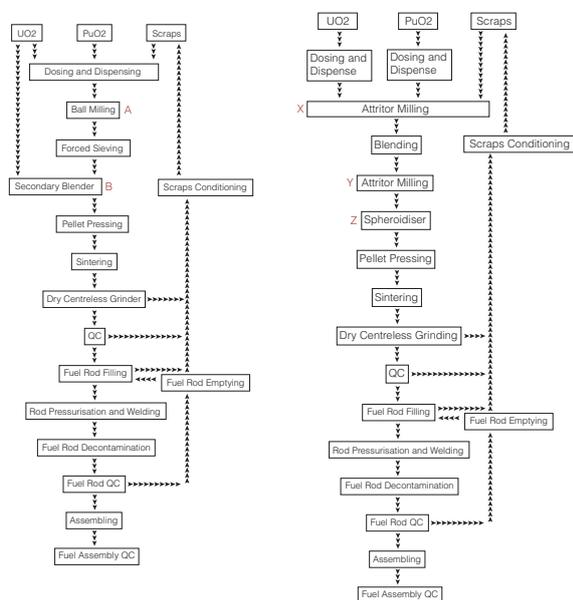 UO2
PuO2
Scraps
Dosing and Dispensing
Ball Milling
A
Forced Sieving
Secondary Blender
B
Scraps Conditioning
Pellet Pressing
Sintering
Dry Centreless Grinder
QC
Fuel Rod Filling
Fuel Rod Emptying
Rod Pressurisation and Welding
Fuel Rod Decontamination
Fuel Rod QC
Assembling
Fuel Assembly QC
UO2
PuO2
Scraps
Dosing and
Dispense
Dosing and
Dispense
X
Attritor Milling
Blending
Scraps Conditioning
Y
Attritor Milling
Z
Spheroidiser
Pellet Pressing
Sintering
Dry Centreless Grinding
QC
Fuel Rod Filling
Fuel Rod Emptying
Rod Pressurisation and Welding
Fuel Rod Decontamination
Fuel Rod QC
Assembling
Fuel Assembly QC